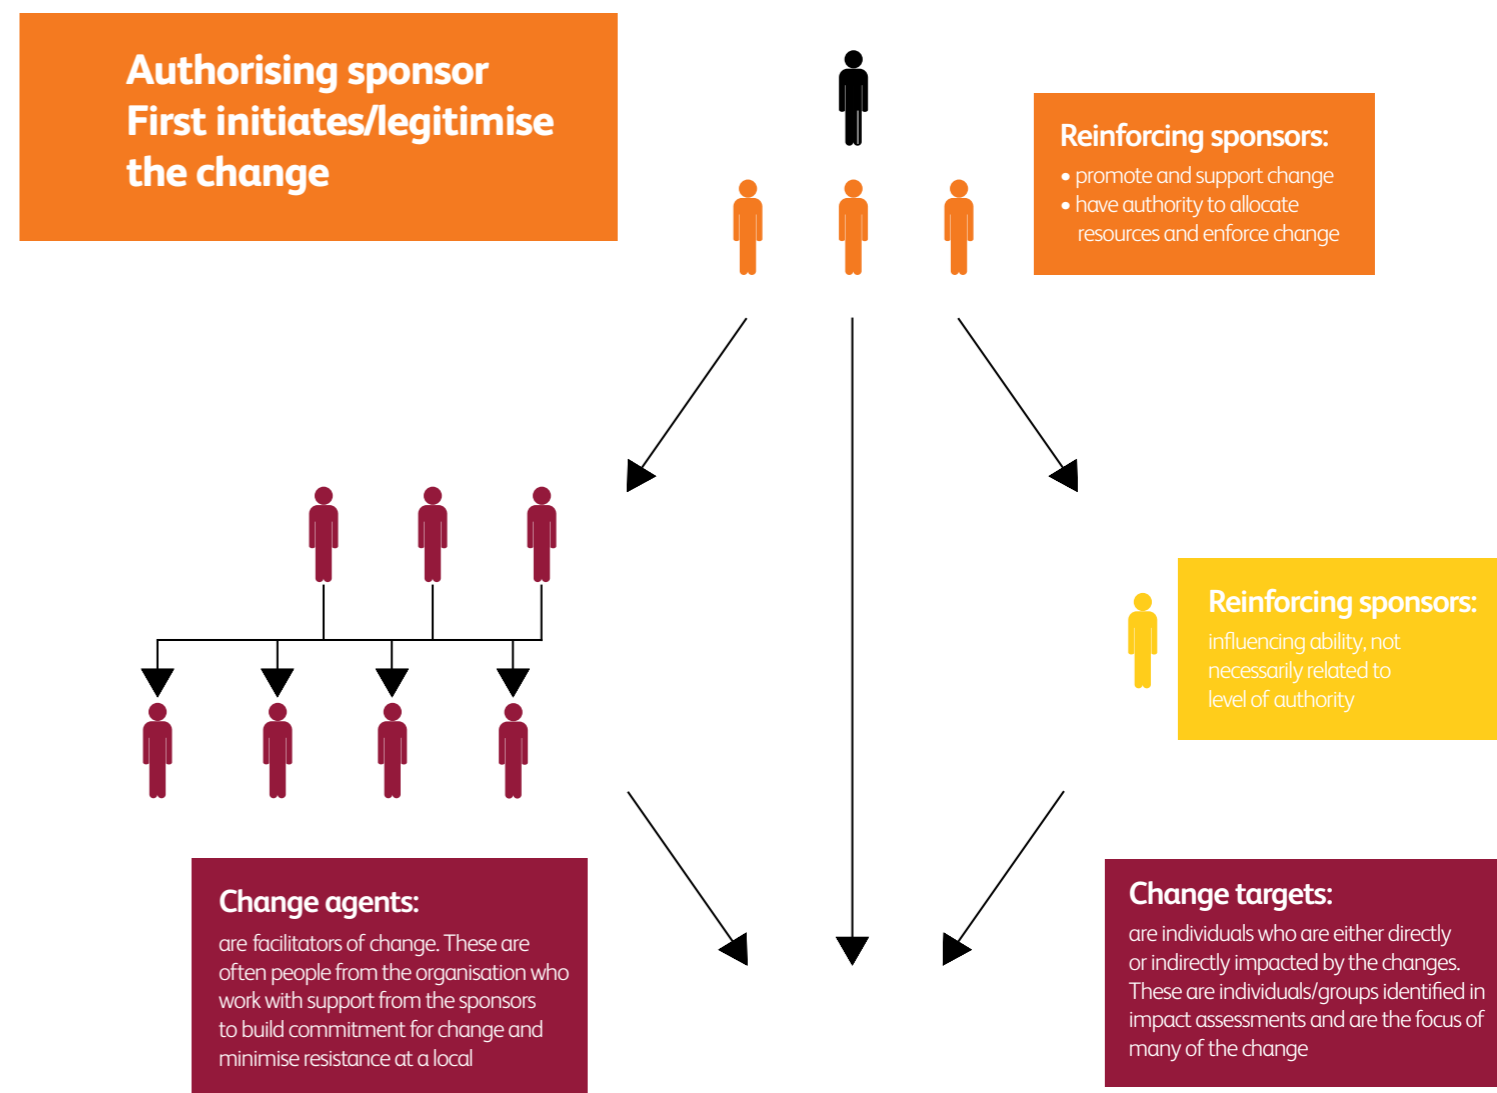 Authorising sponsor
First initiates/legitimise
the change
Reinforcing sponsors:
• promote and support change
• have authority to allocate
resources and enforce change
Reinforcing sponsors:
influencing ability, not
necessarily related to
level of authority
Change agents:
are facilitators of change. These are
often people from the organisation who
work with support from the sponsors
to build commitment for change and
minimise resistance at a local
Change targets:
are individuals who are either directly
or indirectly impacted by the changes.
These are individuals/groups identified in
impact assessments and are the focus of
many of the change